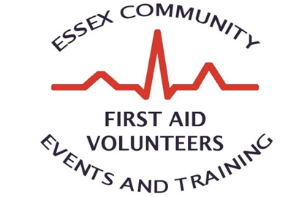 ESSEX COMMUNITY
FIRST AID
VOLUNTEERS
EVENTS AND TRAINING